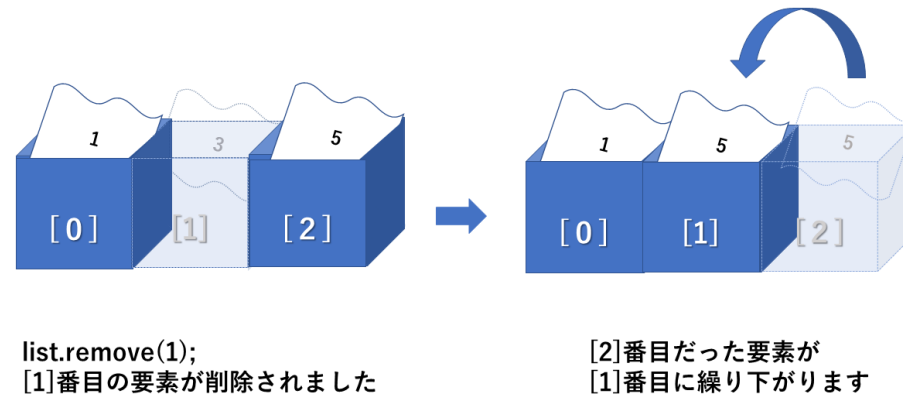 1 3 5
[0] [1] [2]
1 5 5
[0] [1] [2]
list.remove(1);
[1]番目の要素が削除されました
[2]番目だった要素が
[1]番目に繰り下がります